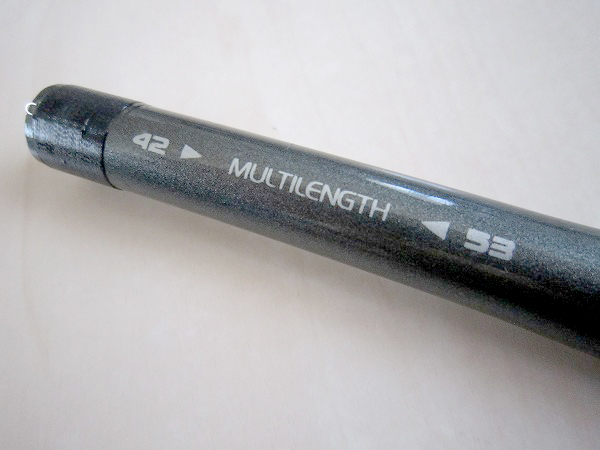 42 ▶ MULTILENGTH ◀ 53